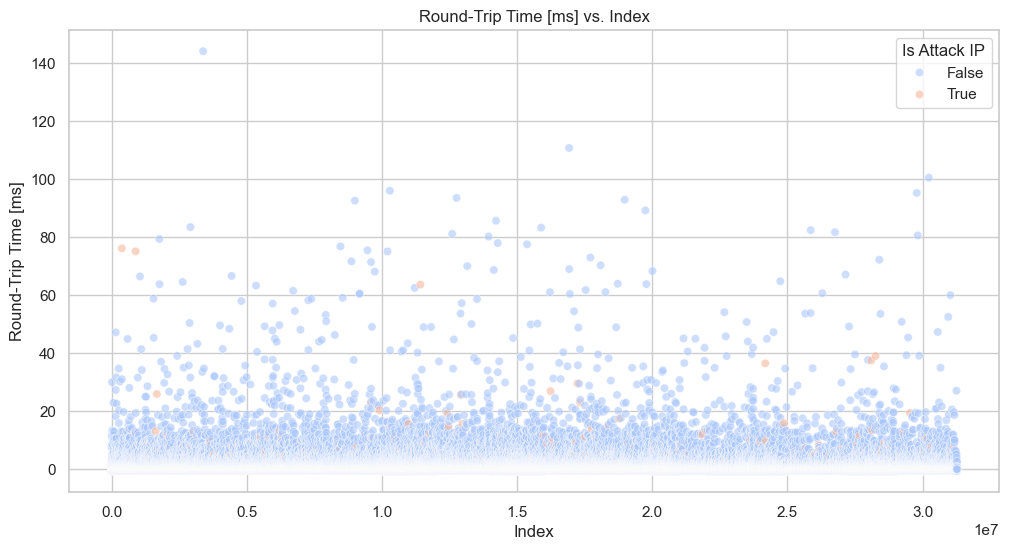 Round-Trip Time [ms] vs. Index
Is Attack IP
False
True
Round-Trip Time [ms]
140
120
100
80
60
40
20
0
0.0 0.5 1.0 1.5 2.0 2.5 3.0
1e7
Index